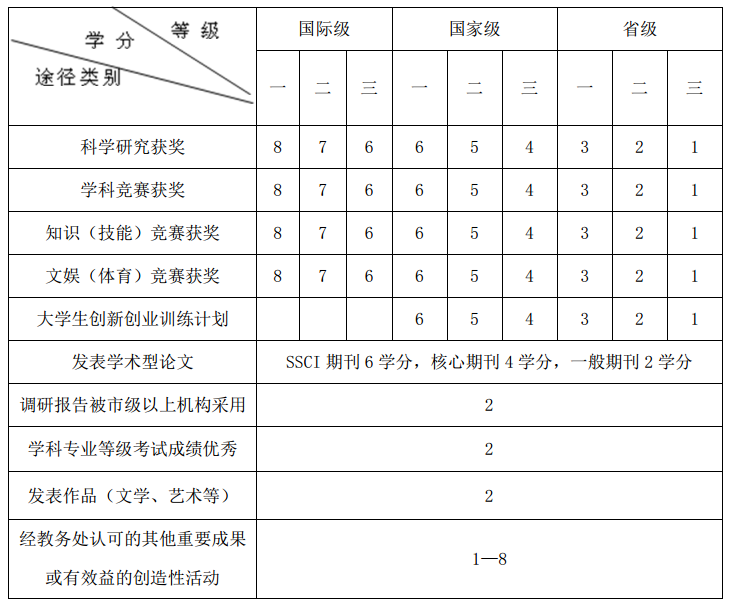 等级
学分
途径类别
国际级 国家级 省级
一 二 三 一 二 三 一 二 三
科学研究获奖 8 7 6 6 5 4 3 2 1
学科竞赛获奖 8 7 6 6 5 4 3 2 1
知识（技能）竞赛获奖 8 7 6 6 5 4 3 2 1
文娱（体育）竞赛获奖 8 7 6 6 5 4 3 2 1
大学生创新创业训练计划 6 5 4 3 2 1
发表学术型论文 SSCI期刊6学分，核心期刊4学分，一般期刊2学分
调研报告被市级以上机构采用 2
学科专业等级考试成绩优秀 2
发表作品（文学、艺术等） 2
经教务处认可的其他重要成果
或有效益的创造性活动 1—8